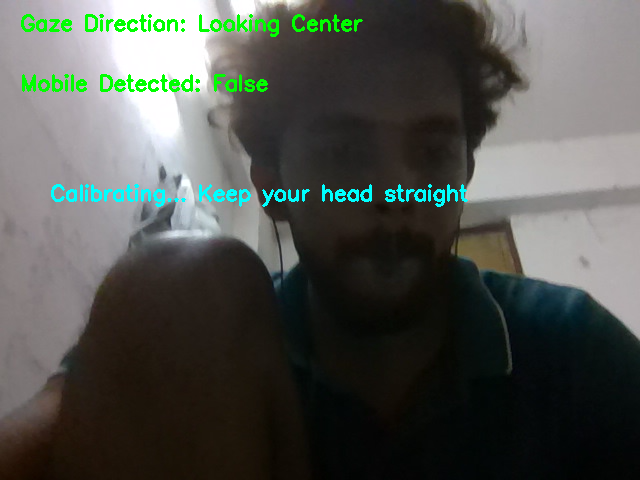 Gaze Direction: Looking Center
Mobile Detected: False
Calibrating... Keep your head straight